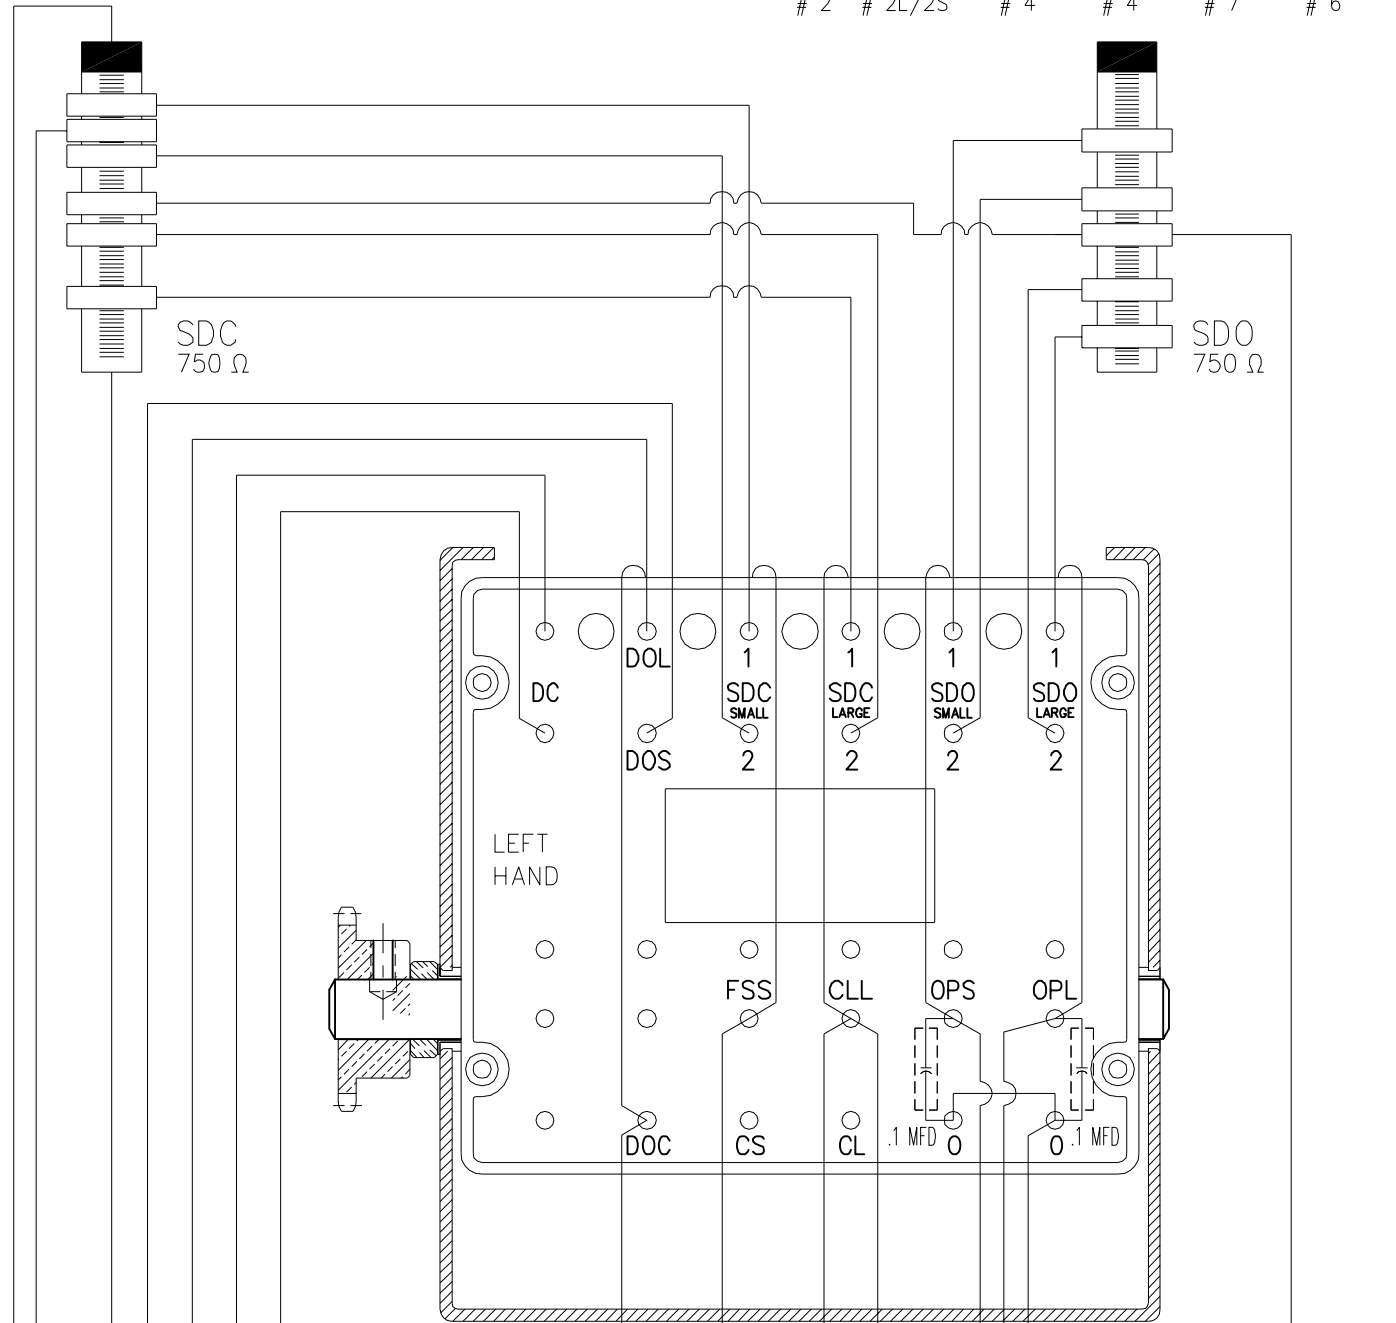 # 2 # 2L/2S # 4 # 4 # 7 # 6
SDC
750 Ω
SDO
750 Ω
DOL 1 1 1 1
DC SDC SDC SDO SDO
SMALL LARGE SMALL LARGE
DOS 2 2 2 2
LEFT
HAND
FSS CLL OPS OPL
.1 MFD .1 MFD
DOC CS CL O O